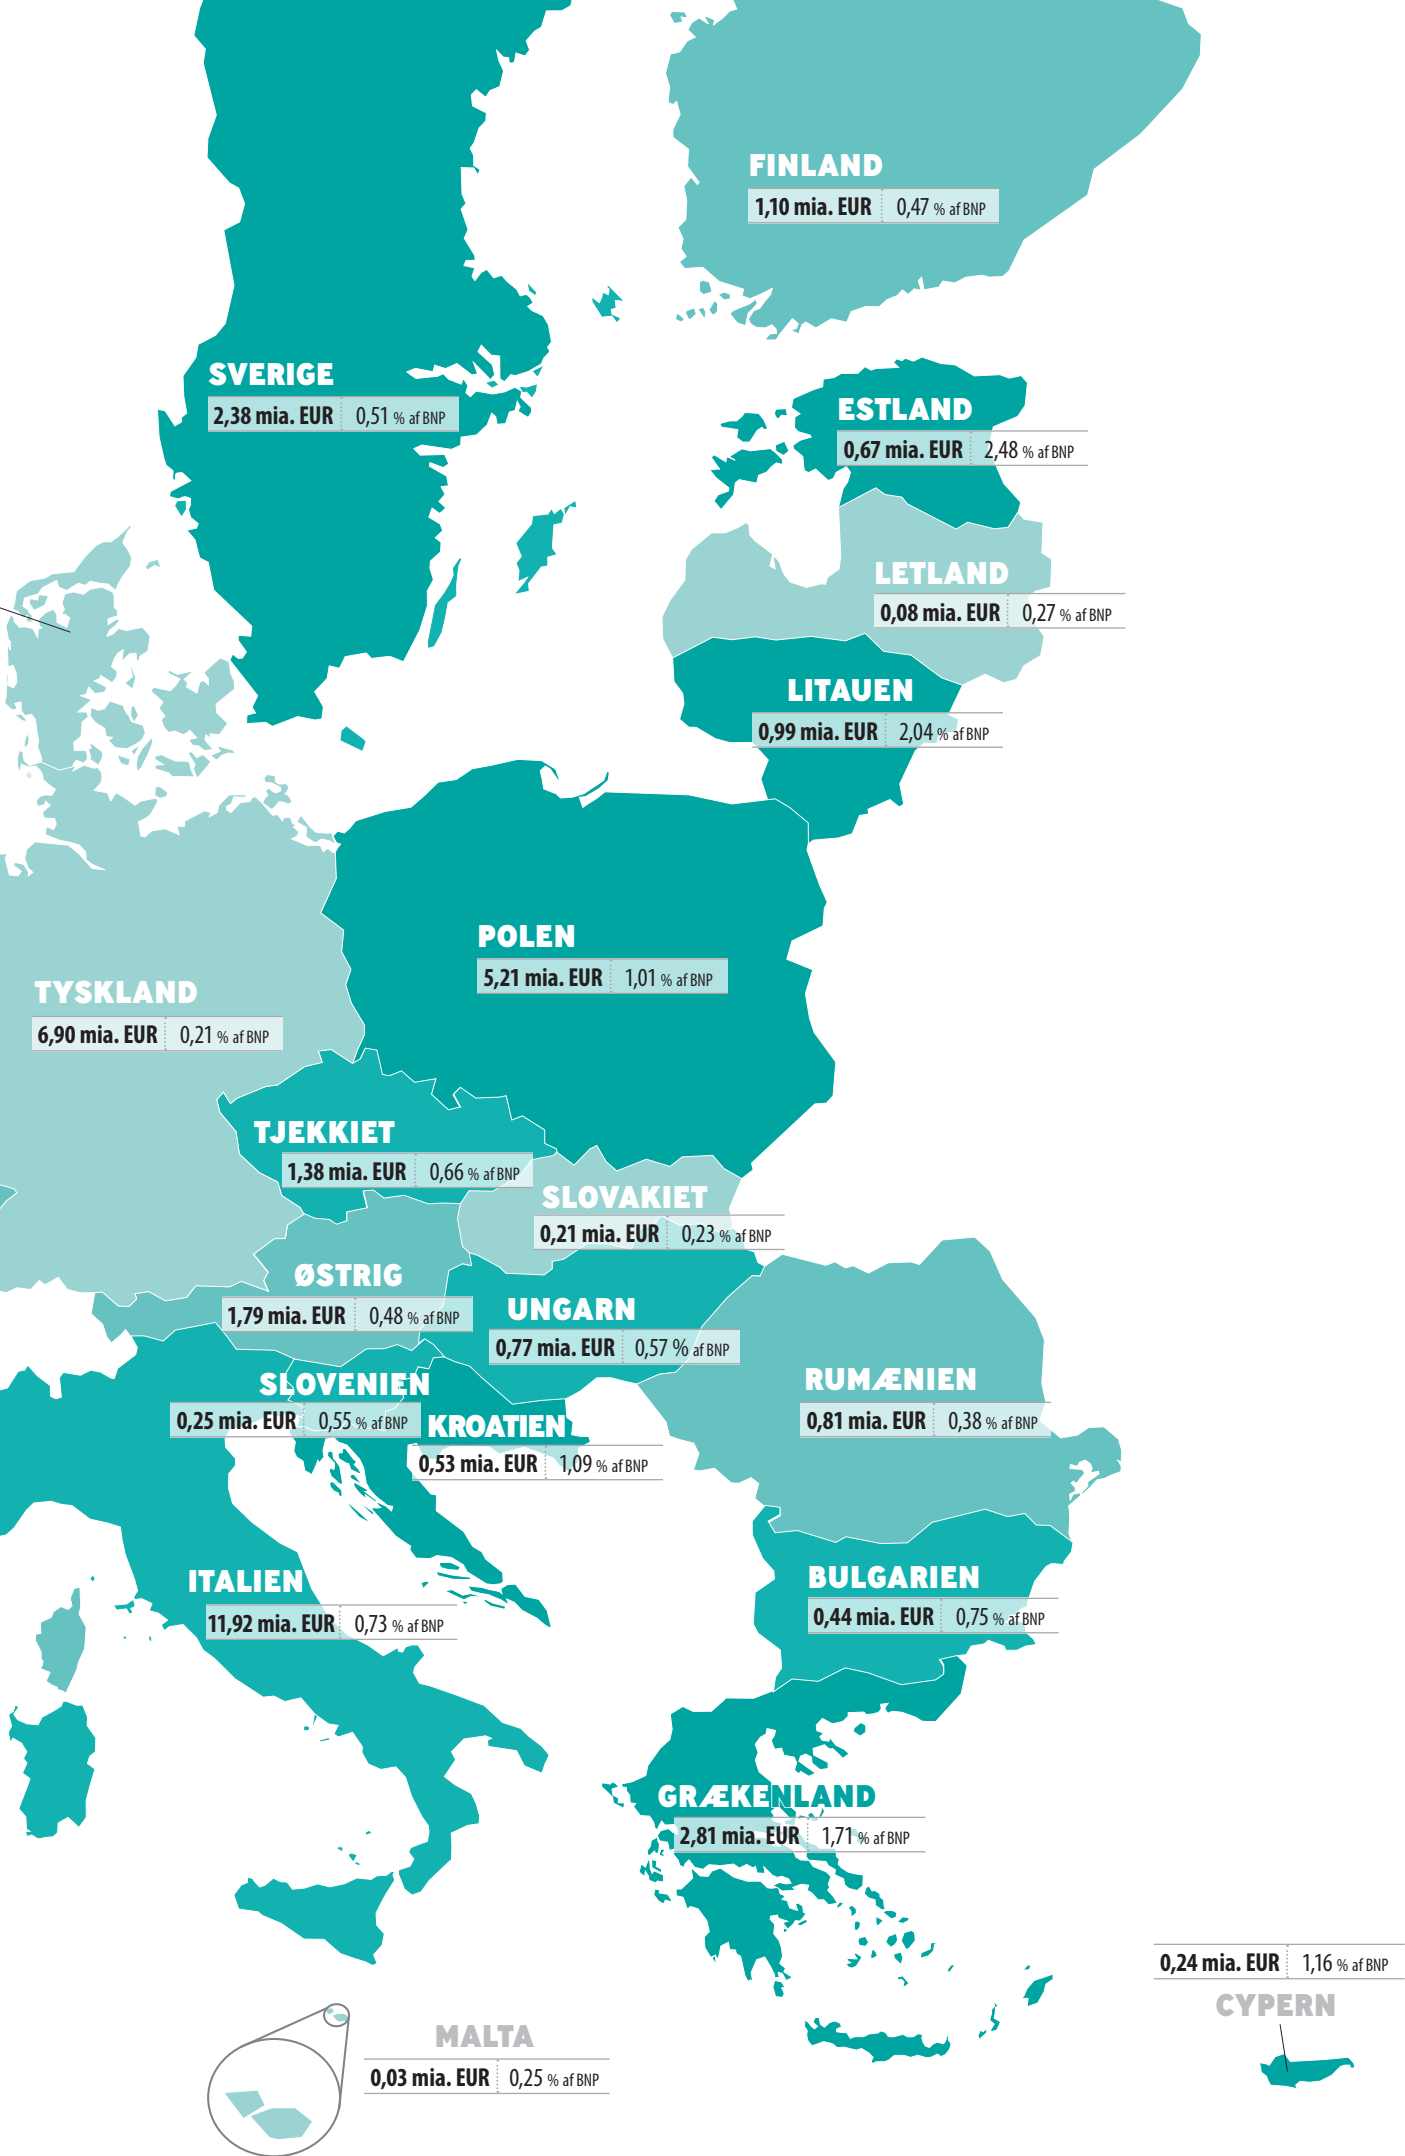 FINLAND
1,10 mia. EUR 0,47 % af BNP
SVERIGE
2,38 mia. EUR 0,51 % af BNP
ESTLAND
0,67 mia. EUR 2,48 % af BNP
LETLAND
0,08 mia. EUR 0,27 % af BNP
LITAUEN
0,99 mia. EUR 2,04 % af BNP
POLEN
5,21 mia. EUR 1,01 % af BNP
TYSKLAND
6,90 mia. EUR 0,21 % af BNP
TJEKKIET
1,38 mia. EUR 0,66 % af BNP
SLOVAKIET
0,21 mia. EUR 0,23 % af BNP
ØSTRIG
1,79 mia. EUR 0,48 % af BNP
UNGARN
0,77 mia. EUR 0,57 % af BNP
RUMÆNIEN
0,81 mia. EUR 0,38 % af BNP
SLOVENIEN
0,25 mia. EUR 0,55 % af BNP
KROATIEN
0,53 mia. EUR 1,09 % af BNP
BULGARIEN
0,44 mia. EUR 0,75 % af BNP
ITALIEN
11,92 mia. EUR 0,73 % af BNP
GRÆKENLAND
2,81 mia. EUR 1,71 % af BNP
0,24 mia. EUR 1,16 % af BNP
CYPERN
MALTA
0,03 mia. EUR 0,25 % af BNP